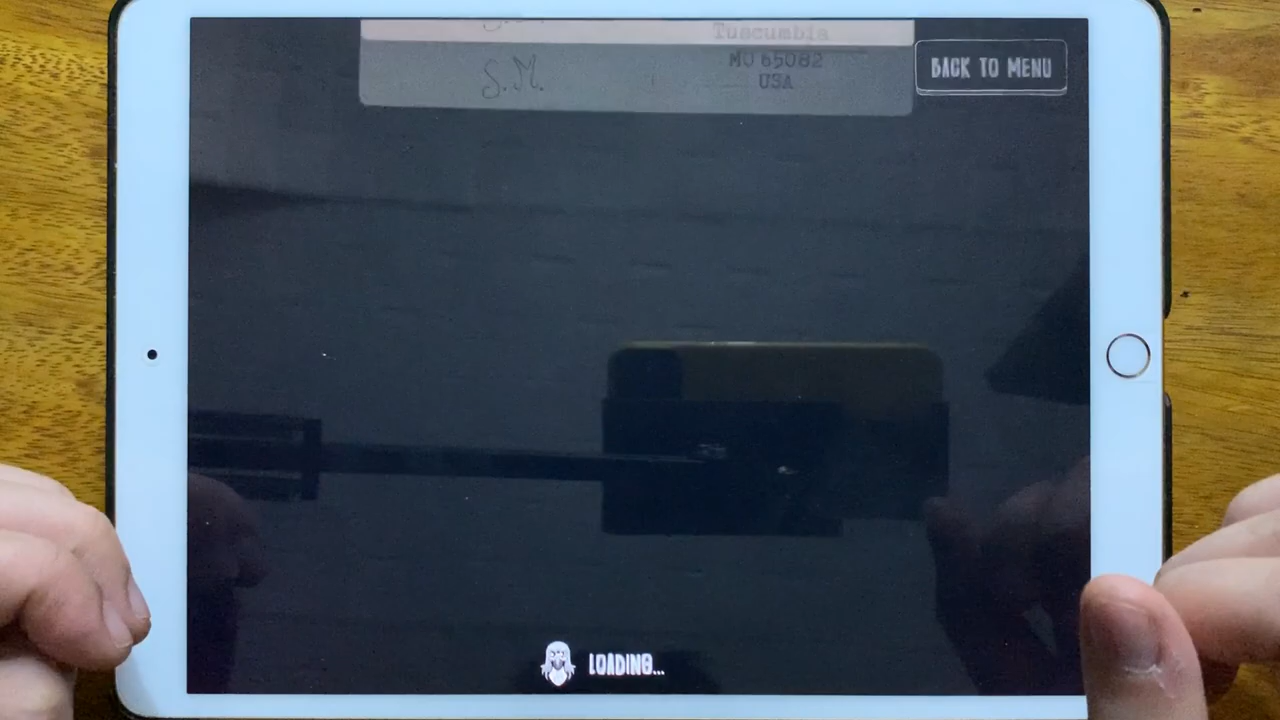 Tuscumbia
S.M.
MO 65082
USA
BACK TO MENU
LOADING...